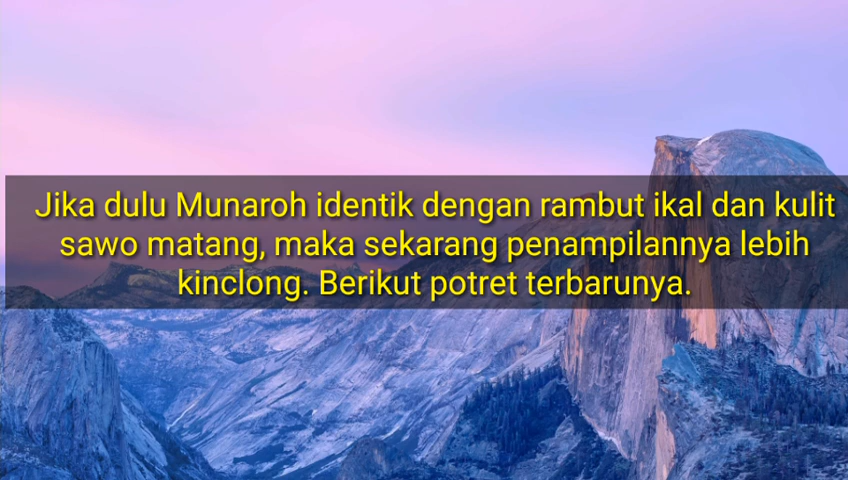 Jika dulu Munaroh identik dengan rambut ikal dan kulit
sawo matang, maka sekarang penampilannya lebih
kinclong. Berikut potret terbarunya.